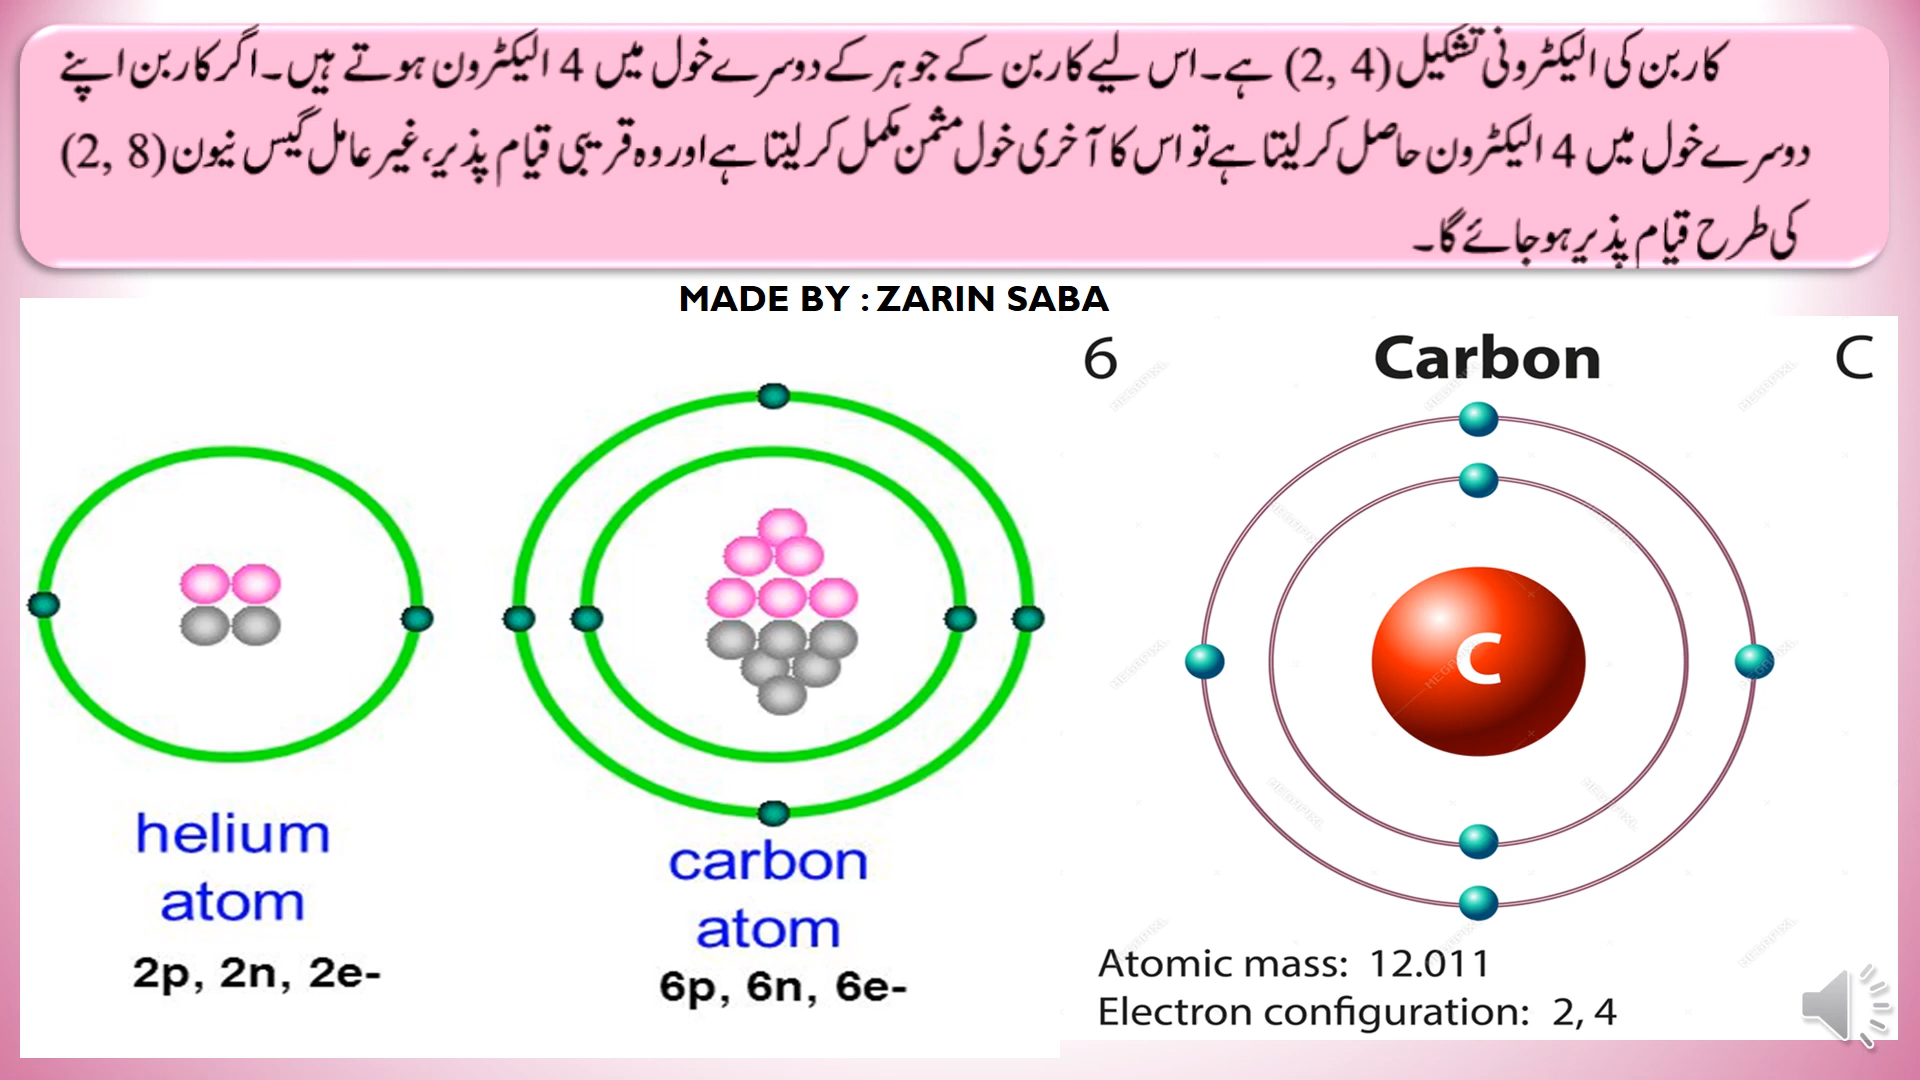 کاربن کی الیکٹرونی تشکیل (2, 4) ہے۔ اس لیے کاربن کے جوہر کے دوسرے خول میں 4 الیکٹرون ہوتے ہیں۔ اگر کاربن اپنے
دوسرے خول میں 4 الیکٹرون حاصل کر لیتا ہے تو اس کا آخری خول مثمن مکمل کر لیتا ہے اور وہ قریبی قیام پذیر، غیر عامل گیس نیون (2, 8)
کی طرح قیام پذیر ہو جائے گا۔
MADE BY : ZARIN SABA
6 Carbon C
C
helium
atom
2p, 2n, 2e-
carbon
atom
6p, 6n, 6e-
Atomic mass: 12.011
Electron configuration: 2, 4